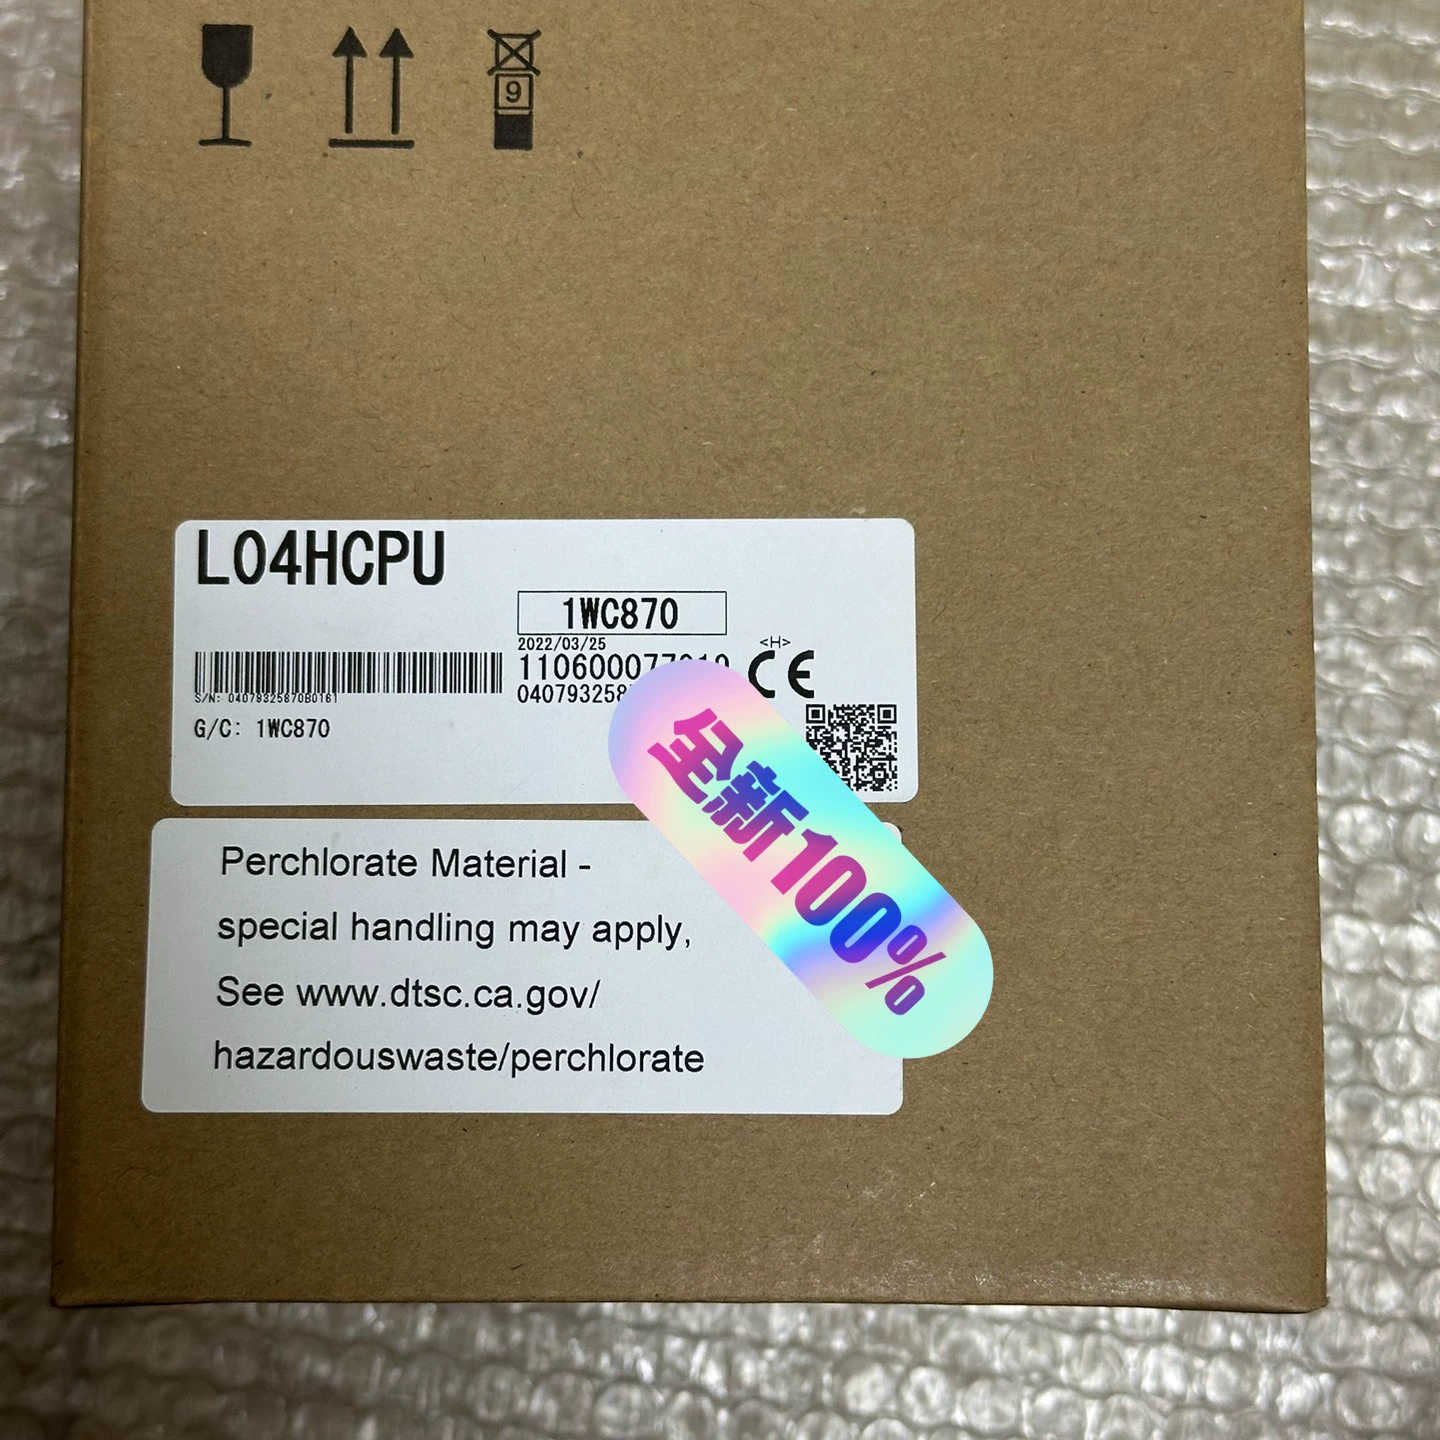 9
L04HCPU
1WC870
2022/03/25
<H>
CE
S/N: 04079325870B0161
G/C: 1WC870
全新100%
Perchlorate Material -
special handling may apply,
See www.dtsc.ca.gov/
hazardouswaste/perchlorate